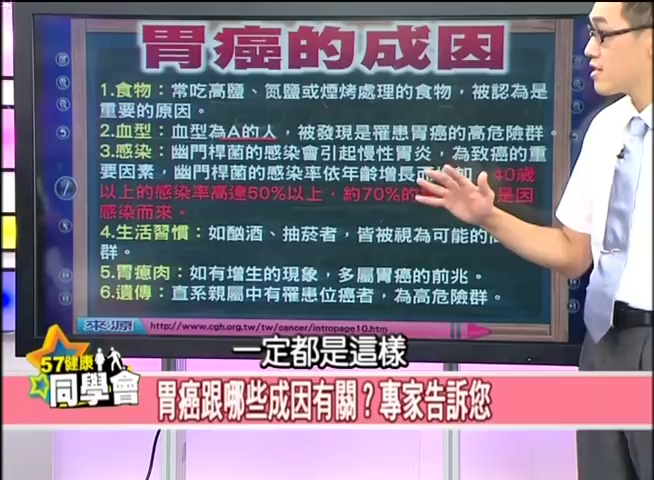 胃癌的成因
1.食物：常吃高鹽、氮鹽或煙烤處理的食物，被認為是
重要的原因。
2.血型：血型為A的人，被發現是罹患胃癌的高危險群。
3.感染：幽門桿菌的感染會引起慢性胃炎，為致癌的重
要因素，幽門桿菌的感染率依年齡增長而 40歲
以上的感染率高達50%以上，約70%的 是因
感染而來。
4.生活習慣：如酗酒、抽菸者，皆被視為可能的
群。
5.胃瘜肉：如有增生的現象，多屬胃癌的前兆。
6.遺傳：直系親屬中有罹患位癌者，為高危險群。
來源 http://www.cgh.org.tw/tw/cancer/intropage10.htm
一定都是這樣
57健康
同學會
胃癌跟哪些成因有關？專家告訴您